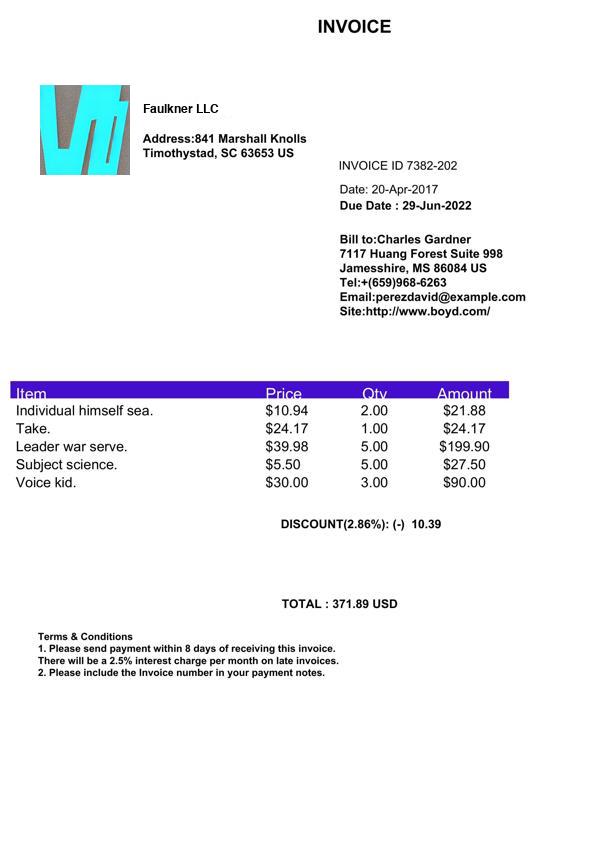 INVOICE
Faulkner LLC
Address:841 Marshall Knolls
Timothystad, SC 63653 US
INVOICE ID 7382-202
Date: 20-Apr-2017
Due Date : 29-Jun-2022
Bill to:Charles Gardner
7117 Huang Forest Suite 998
Jamesshire, MS 86084 US
Tel:+(659)968-6263
Email:perezdavid@example.com
Site:http://www.boyd.com/
Item Price Qty Amount
Individual himself sea. $10.94 2.00 $21.88
Take. $24.17 1.00 $24.17
Leader war serve. $39.98 5.00 $199.90
Subject science. $5.50 5.00 $27.50
Voice kid. $30.00 3.00 $90.00
DISCOUNT(2.86%): (-) 10.39
TOTAL : 371.89 USD
Terms & Conditions
1. Please send payment within 8 days of receiving this invoice.
There will be a 2.5% interest charge per month on late invoices.
2. Please include the Invoice number in your payment notes.